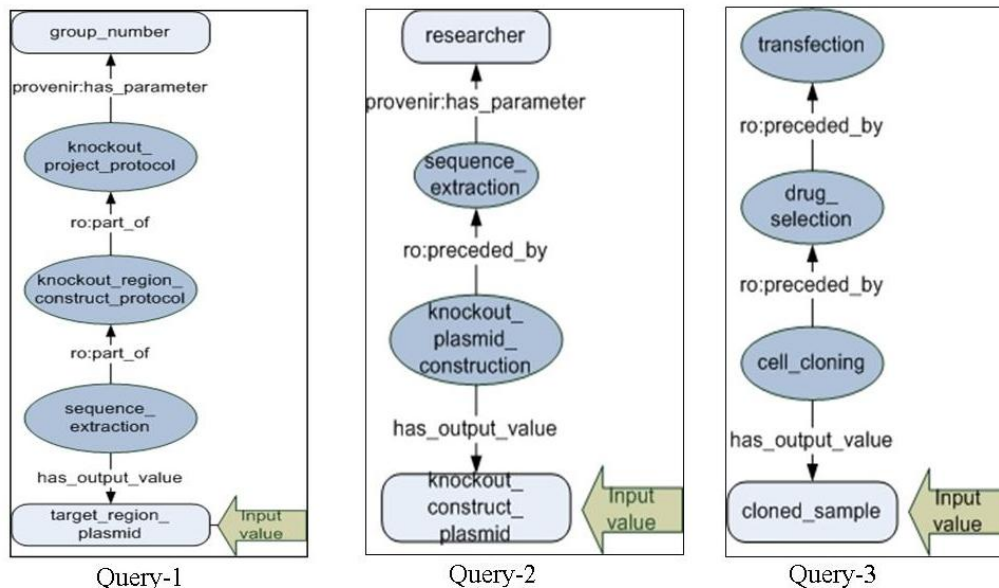 group_number
provenir:has_parameter
knockout_
project_protocol
ro:part_of
knockout_region_
construct_protocol
ro:part_of
sequence_
extraction
has_output_value
target_region_
plasmid
Input
value
Query-1
researcher
provenir:has_parameter
sequence_
extraction
ro:preceded_by
knockout_
plasmid_
construction
has_output_value
knockout_
construct_
plasmid
Input
value
Query-2
transfection
ro:preceded_by
drug_
selection
ro:preceded_by
cell_cloning
has_output_value
cloned_sample
Input
value
Query-3